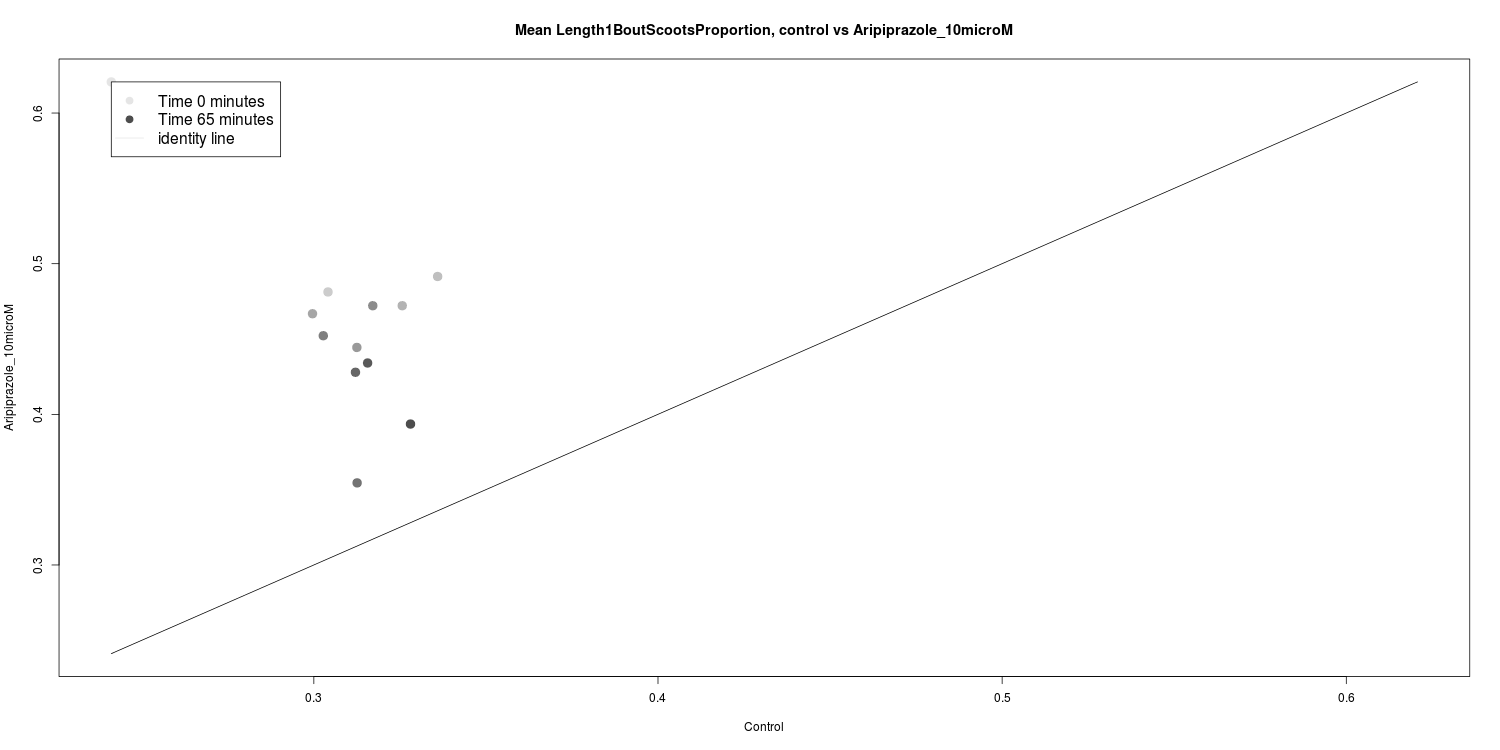 Mean Length1BoutScootsProportion, control vs Aripiprazole_10microM
Time 0 minutes
Time 65 minutes
identity line
Aripiprazole_10microM
0.6
0.5
0.4
0.3
0.3 0.4 0.5 0.6
Control